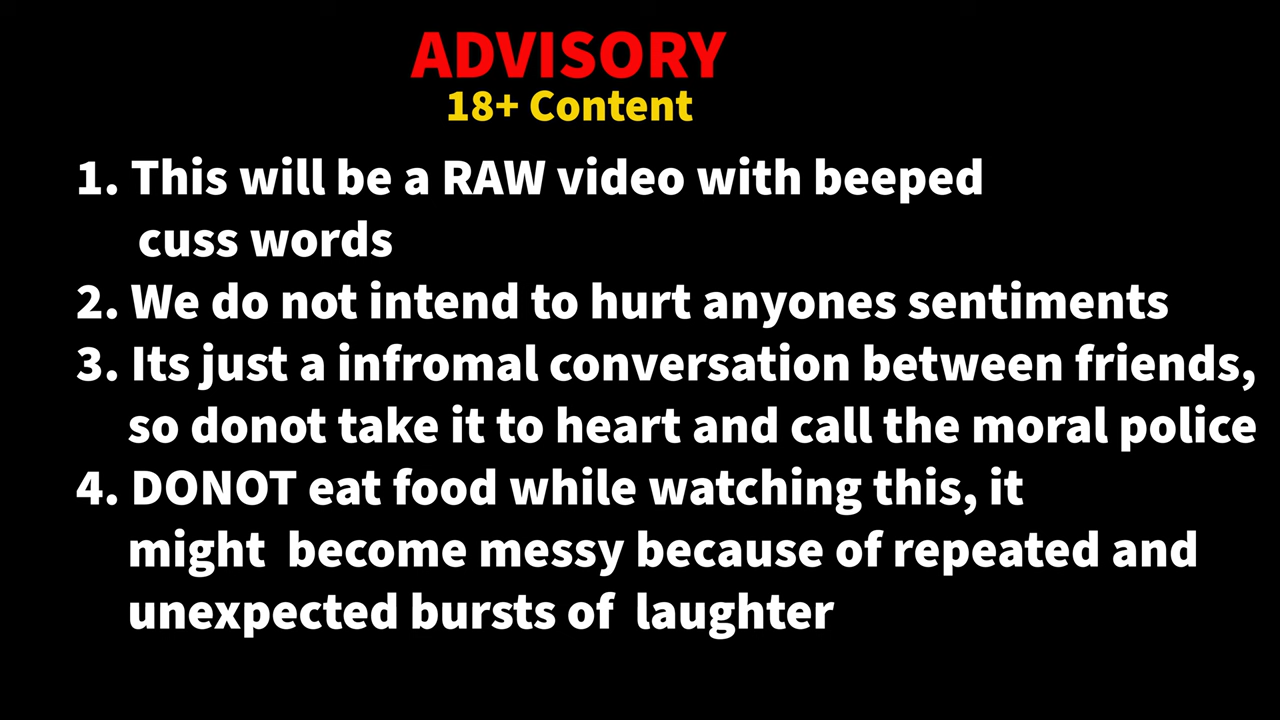 ADVISORY
18+ Content
1. This will be a RAW video with beeped
cuss words
2. We do not intend to hurt anyones sentiments
3. Its just a infromal conversation between friends,
so donot take it to heart and call the moral police
4. DONOT eat food while watching this, it
might become messy because of repeated and
unexpected bursts of laughter